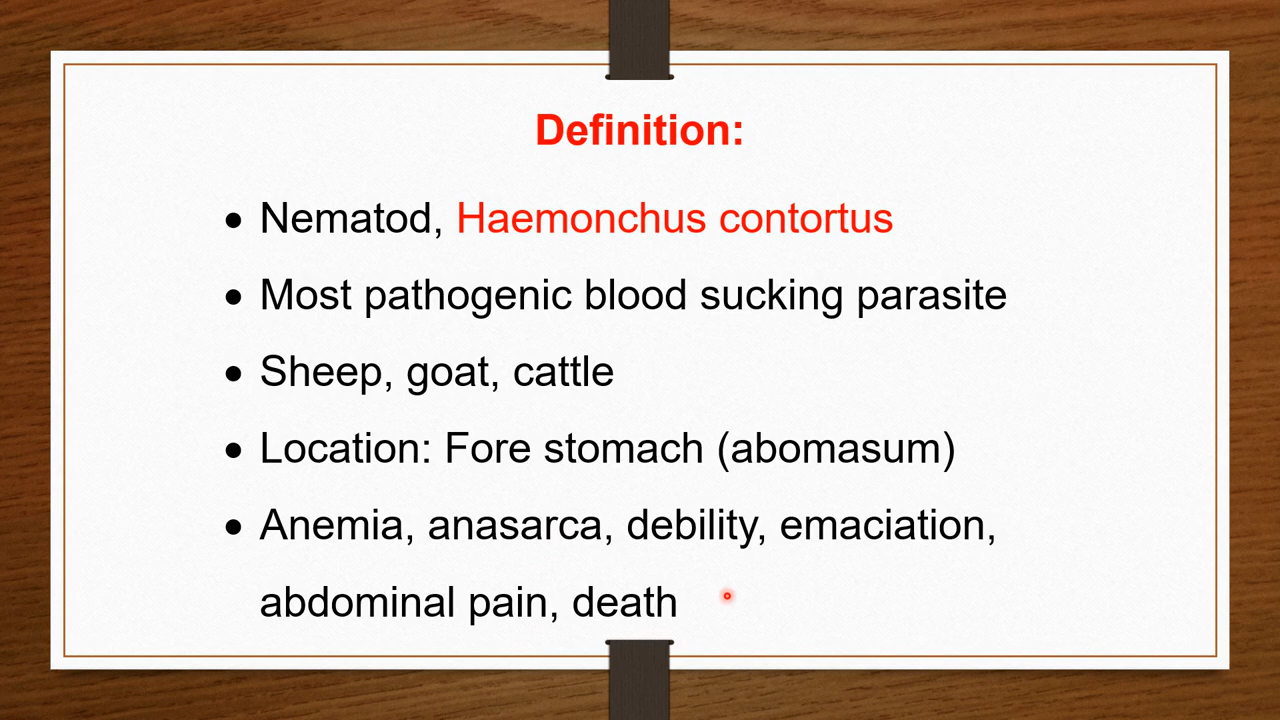 Definition:
• Nematod, Haemonchus contortus
• Most pathogenic blood sucking parasite
• Sheep, goat, cattle
• Location: Fore stomach (abomasum)
• Anemia, anasarca, debility, emaciation,
abdominal pain, death